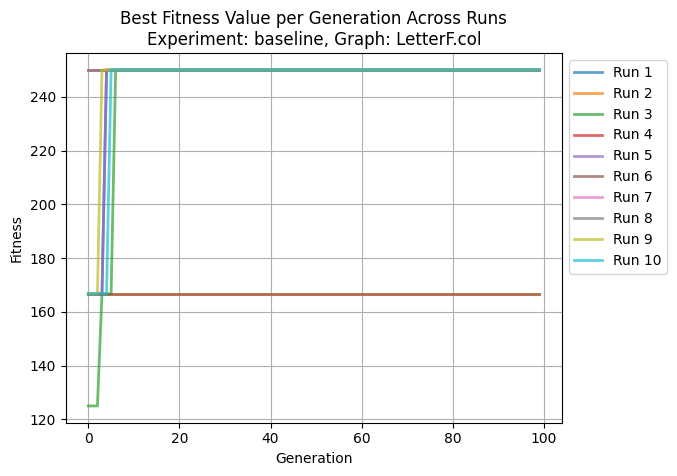 Best Fitness Value per Generation Across Runs
Experiment: baseline, Graph: LetterF.col
Fitness
240
220
200
180
160
140
120
0
20
40
60
80
100
Generation
Run 1
Run 2
Run 3
Run 4
Run 5
Run 6
Run 7
Run 8
Run 9
Run 10